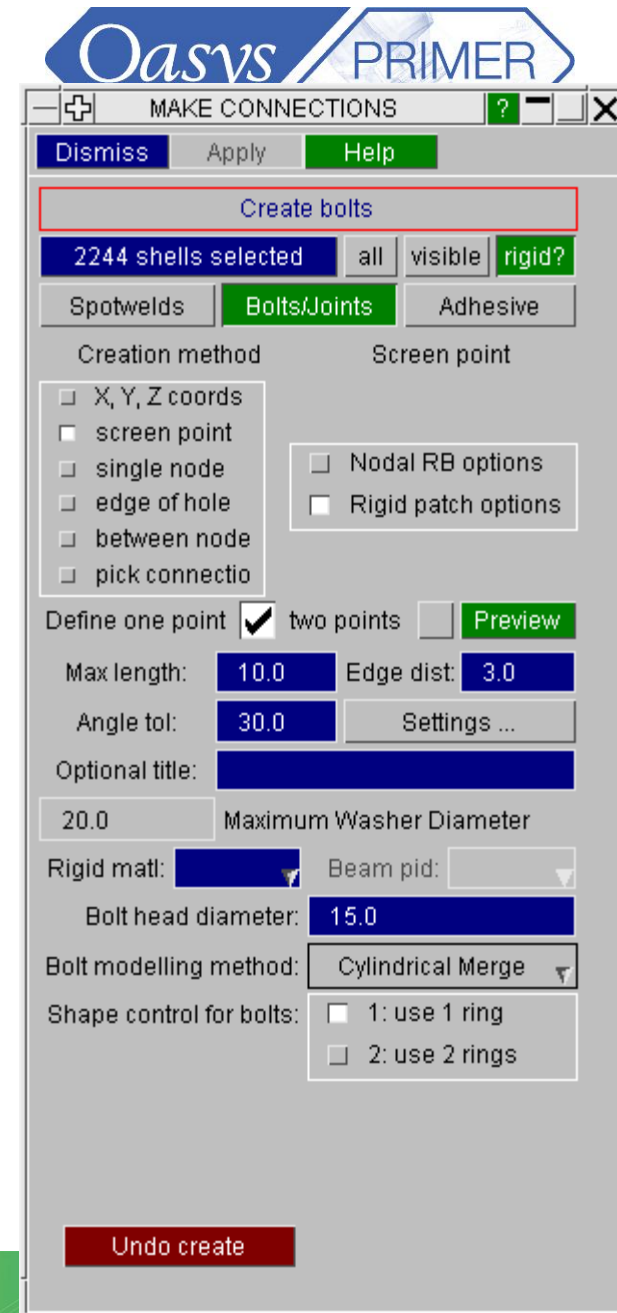 Oasys PRIMER
MAKE CONNECTIONS ?
Dismiss Apply Help
Create bolts
2244 shells selected all visible rigid?
Spotwelds Bolts/Joints Adhesive
Creation method Screen point
X, Y, Z coords
screen point
single node
edge of hole
between node
pick connectio
Nodal RB options
Rigid patch options
Define one point two points Preview
Max length: 10.0 Edge dist: 3.0
Angle tol: 30.0 Settings ...
Optional title:
20.0 Maximum Washer Diameter
Rigid matl: Beam pid:
Bolt head diameter: 15.0
Bolt modelling method: Cylindrical Merge
Shape control for bolts: 1: use 1 ring
2: use 2 rings
Undo create